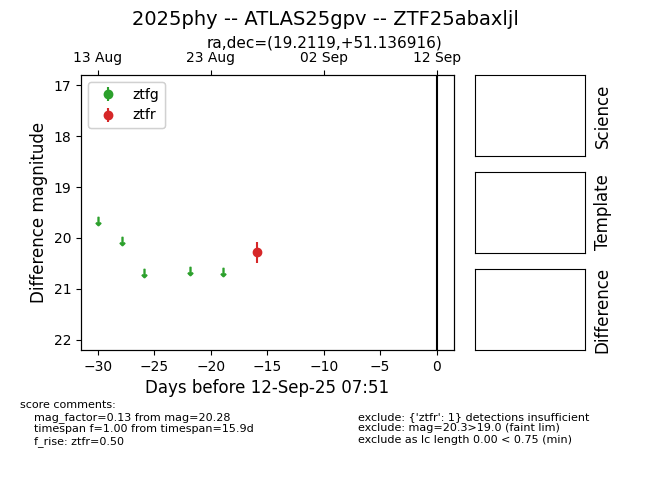 2025phy -- ATLAS25gpv -- ZTF25abaxljl
ra,dec=(19.2119,+51.136916)
13 Aug 23 Aug 02 Sep 12 Sep
ztfg
ztfr
17
18
19
20
21
22
Difference magnitude
−30 −25 −20 −15 −10 −5 0
Days before 12-Sep-25 07:51
Science
Template
Difference
score comments:
mag_factor=0.13 from mag=20.28
timespan f=1.00 from timespan=15.9d
f_rise: ztfr=0.50
exclude: {'ztfr': 1} detections insufficient
exclude: mag=20.3>19.0 (faint lim)
exclude as lc length 0.00 < 0.75 (min)